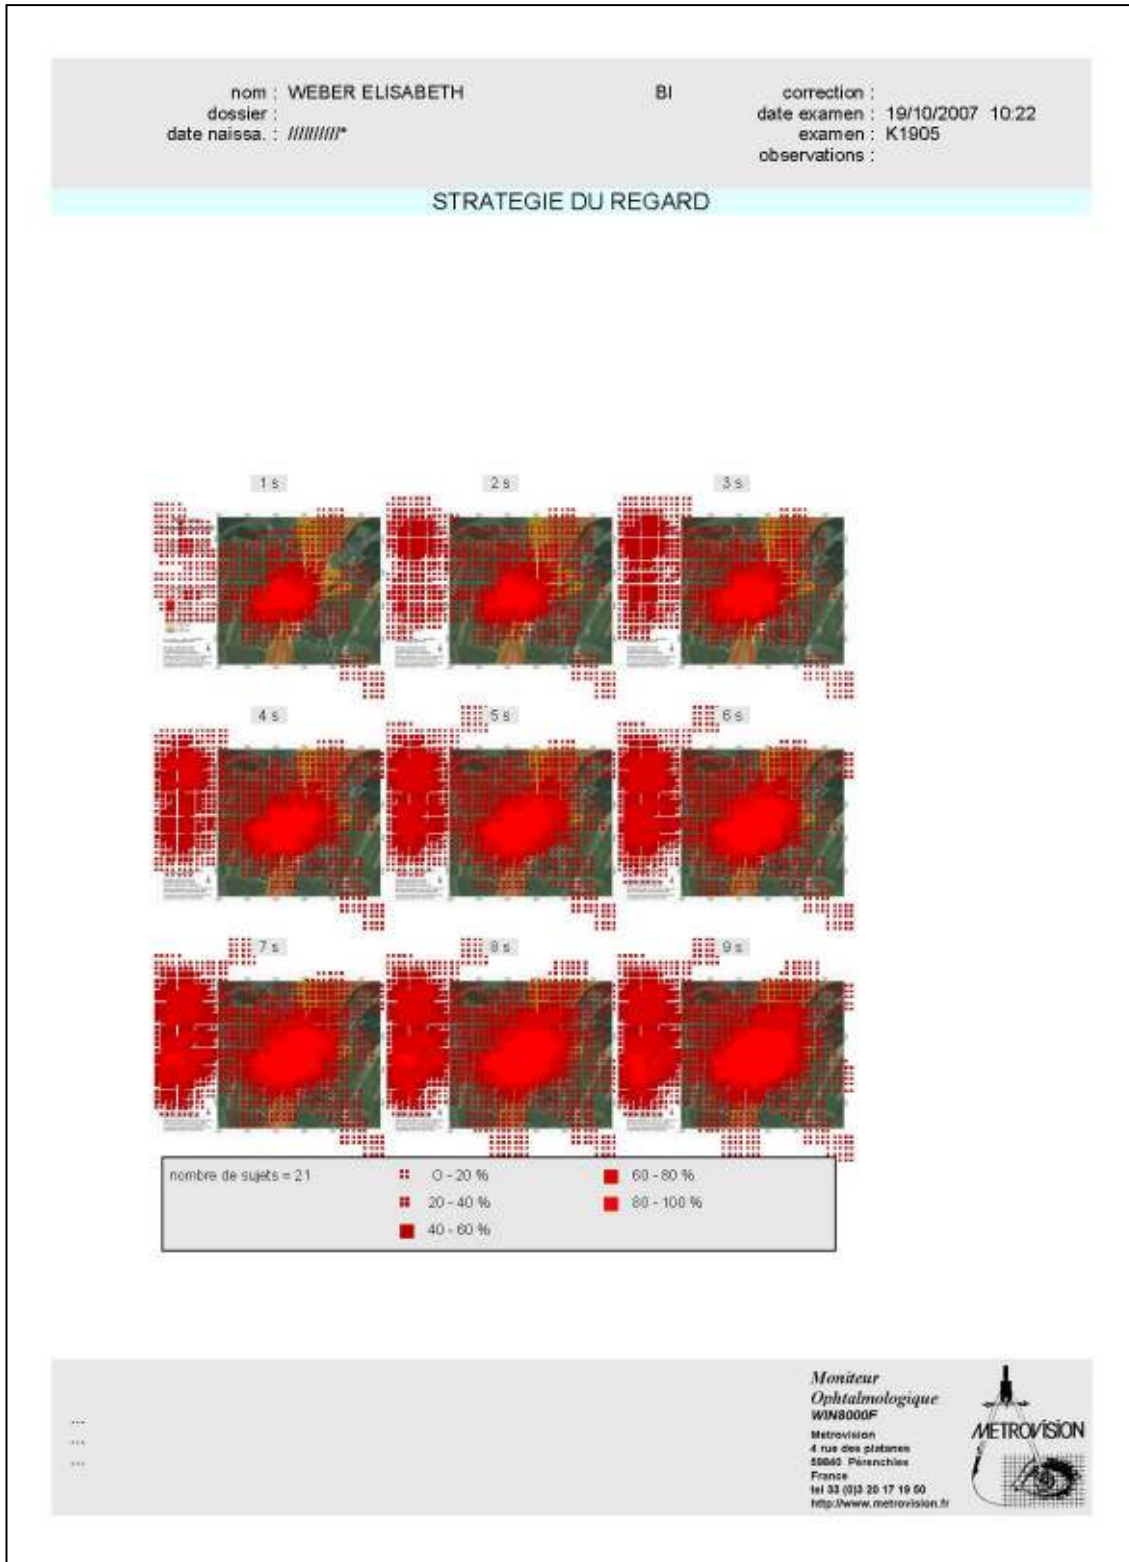 nom : WEBER ELISABETH
BI
correction :
dossier :
date examen : 19/10/2007 10:22
date naissa. : //////////*
examen : K1905
observations :
STRATEGIE DU REGARD
1 s
2 s
3 s
4 s
5 s
6 s
7 s
8 s
9 s
nombre de sujets = 21
O - 20 %
60 - 80 %
20 - 40 %
80 - 100 %
40 - 60 %
Moniteur
Ophtalmologique
WIN8000F
Metrovision
4 rue des platanes
59840 Pérenchies
France
tel 33 (0)3 20 17 19 50
http://www.metrovision.fr
METROVISION
...
...
...